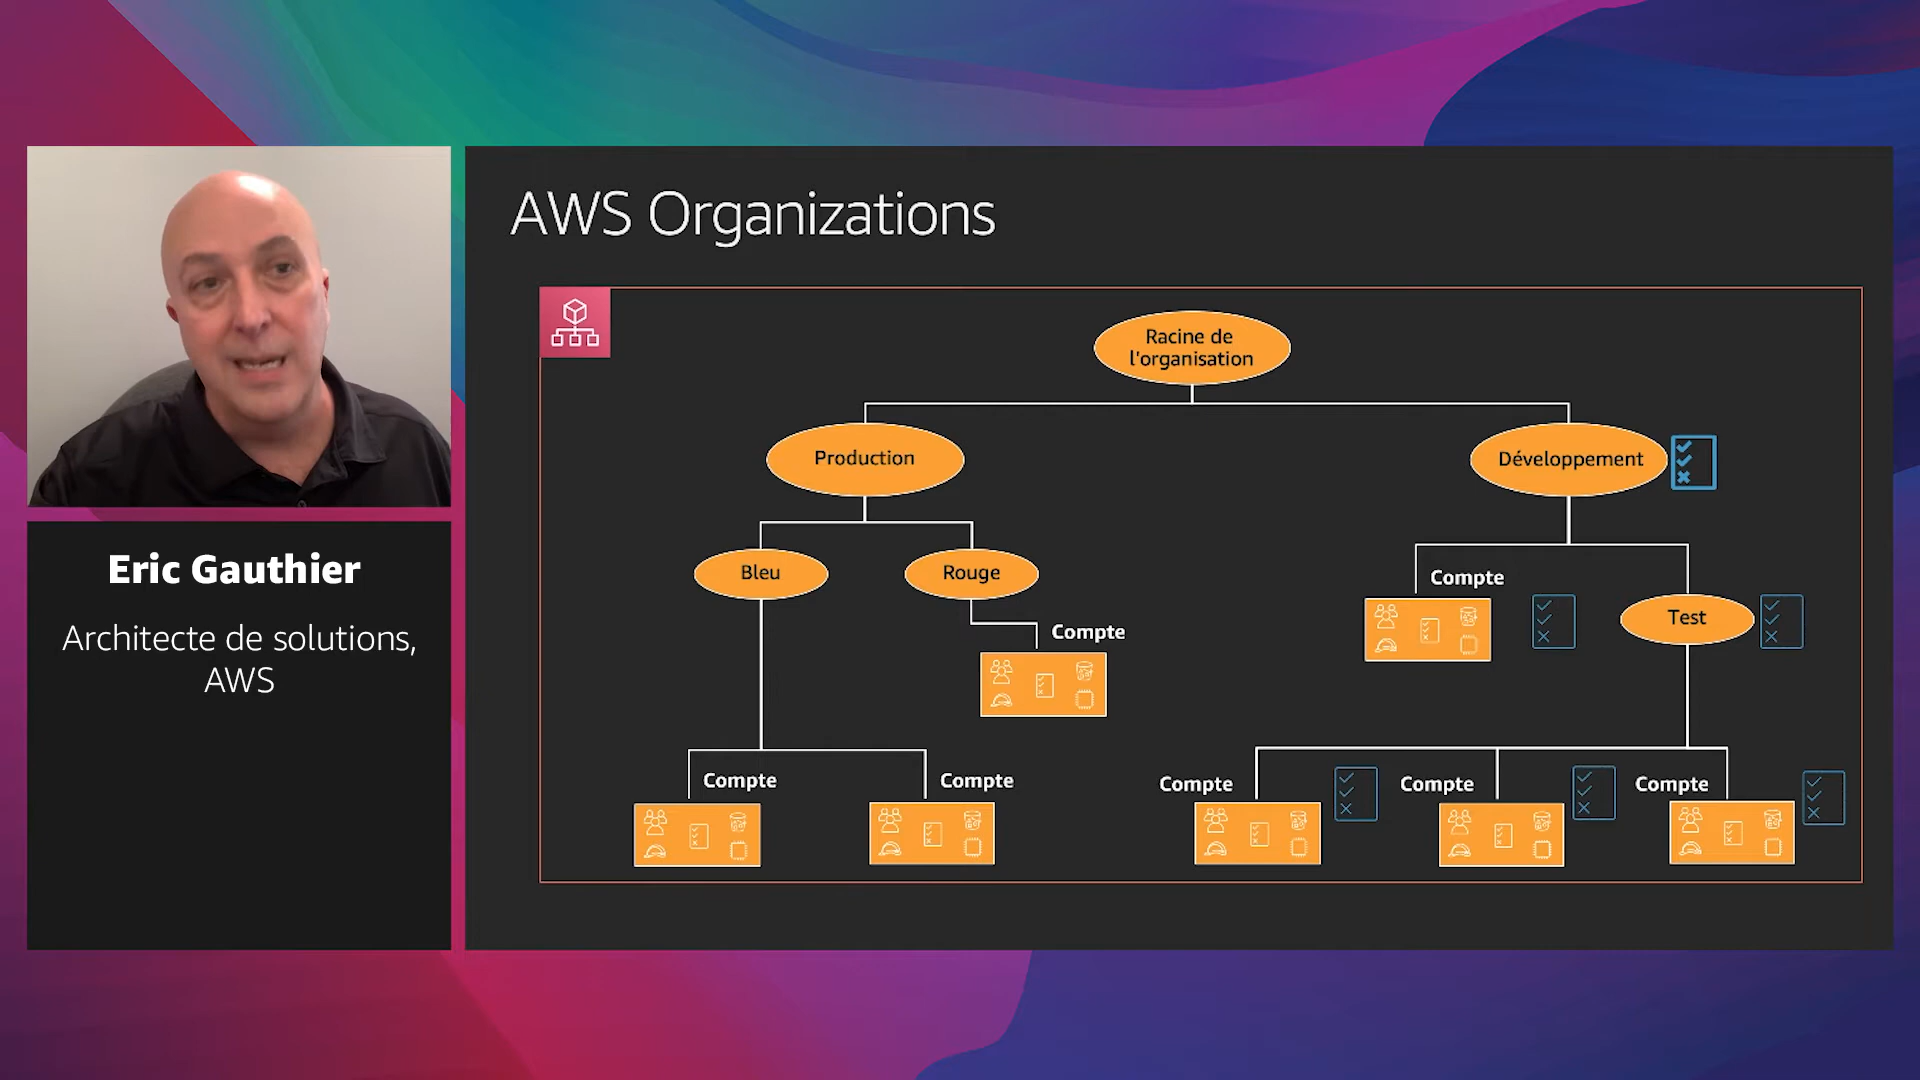 AWS Organizations
Racine de
l'organisation
Production
Développement
Bleu
Rouge
Compte
Test
Compte
Compte
Compte
Compte
Compte
Compte
Eric Gauthier
Architecte de solutions,
AWS